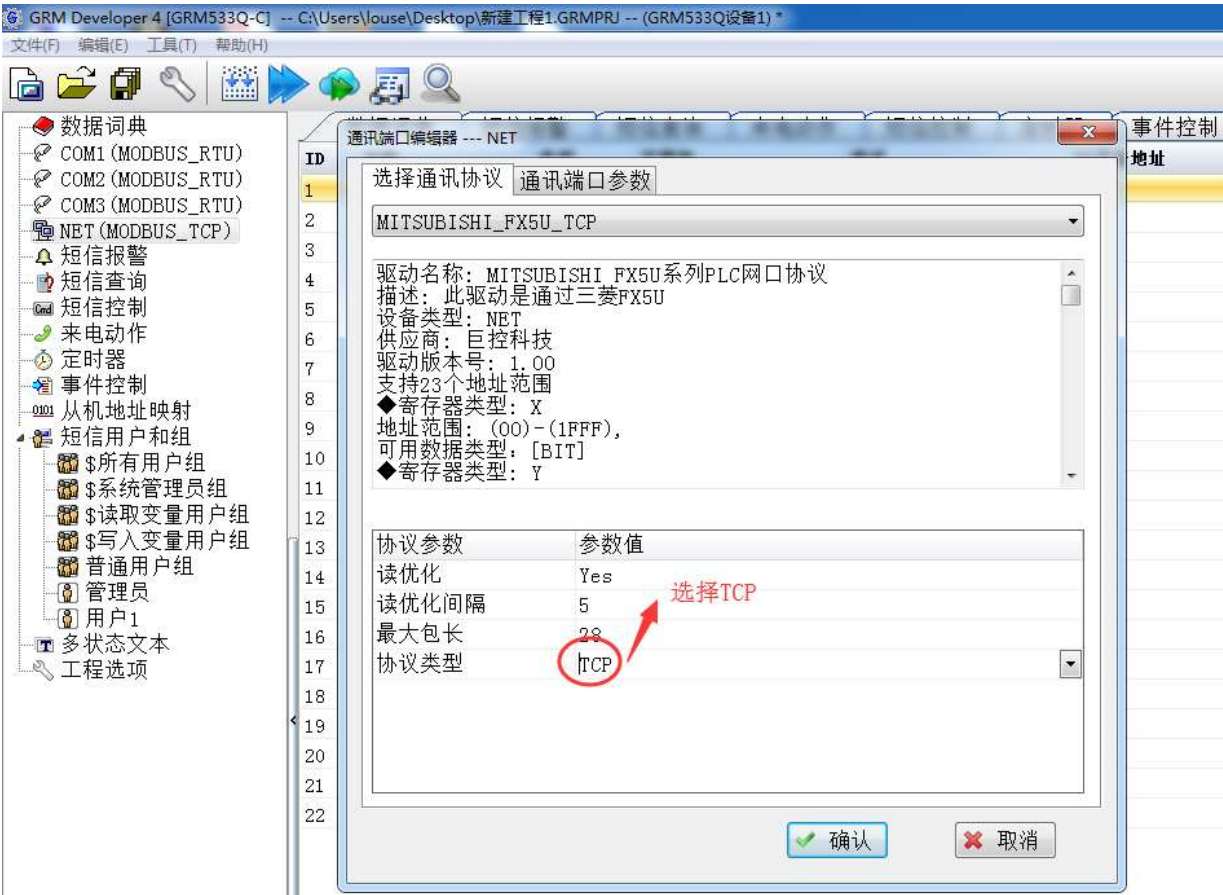 GRM Developer 4 [GRM533Q-C] -- C:\Users\louse\Desktop\新建工程1.GRMPRJ -- (GRM533Q设备1) *
文件(F) 编辑(E) 工具(T) 帮助(H)
数据词典
COM1(MODBUS_RTU)
COM2(MODBUS_RTU)
COM3(MODBUS_RTU)
NET(MODBUS_TCP)
短信报警
短信查询
Cmd 短信控制
来电动作
定时器
事件控制
0101 从机地址映射
短信用户和组
$所有用户组
$系统管理员组
$读取变量用户组
$写入变量用户组
普通用户组
管理员
用户1
T 多状态文本
工程选项
事件控制
ID
地址
1
2
3
4
5
6
7
8
9
10
11
12
13
14
15
16
17
18
19
20
21
22
通讯端口编辑器 --- NET
选择通讯协议 通讯端口参数
MITSUBISHI_FX5U_TCP
驱动名称: MITSUBISHI FX5U系列PLC网口协议
描述: 此驱动是通过三菱FX5U
设备类型: NET
供应商: 巨控科技
驱动版本号: 1.00
支持23个地址范围
◆寄存器类型: X
地址范围: (00)-(1FFF),
可用数据类型: [BIT]
◆寄存器类型: Y
协议参数 参数值
读优化 Yes
读优化间隔 5
最大包长 28
协议类型 TCP
选择TCP
确认 取消